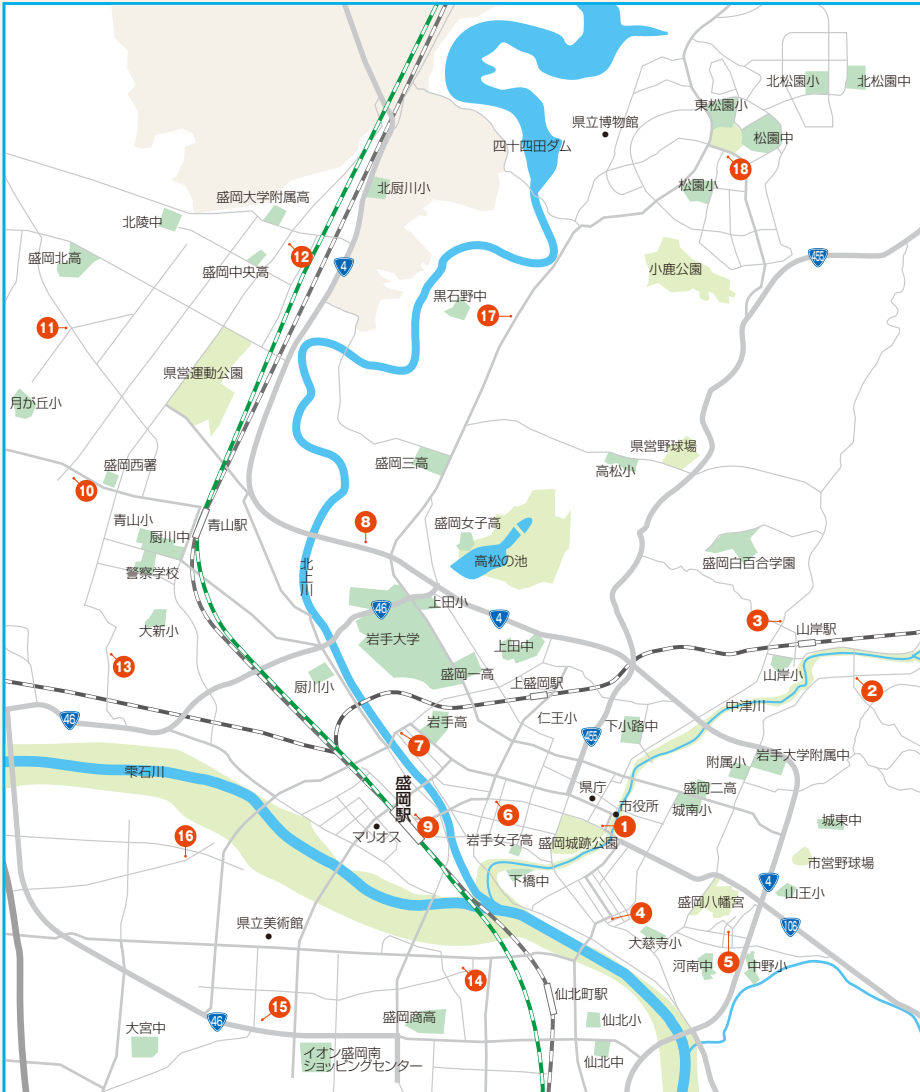 北松園小
北松園中
東松園小
県立博物館
松園中
四十四田ダム
18
北厨川小
松園小
盛岡大学附属高
北陵中
12
盛岡北高
盛岡中央高
4
455
小鹿公園
黒石野中
17
11
県営運動公園
月が丘小
県営野球場
盛岡三高
高松小
盛岡西署
10
青山小
青山駅
8
盛岡女子高
厨川中
高松の池
盛岡白百合学園
警察学校
北上川
46
上田小
4
大新小
岩手大学
上田中
3
山岸駅
13
厨川小
盛岡一高
上盛岡駅
山岸小
2
中津川
46
岩手高
仁王小
下小路中
455
7
雫石川
附属小
岩手大学附属中
盛岡駅
県庁
盛岡二高
6
市役所
城南小
9
1
城東中
マリオス
岩手女子高
盛岡城跡公園
16
市営野球場
下橋中
4
山王小
盛岡八幡宮
4
県立美術館
106
大慈寺小
5
河南中
中野小
14
仙北町駅
15
46
盛岡商高
仙北小
大宮中
イオン盛岡南
ショッピングセンター
仙北中